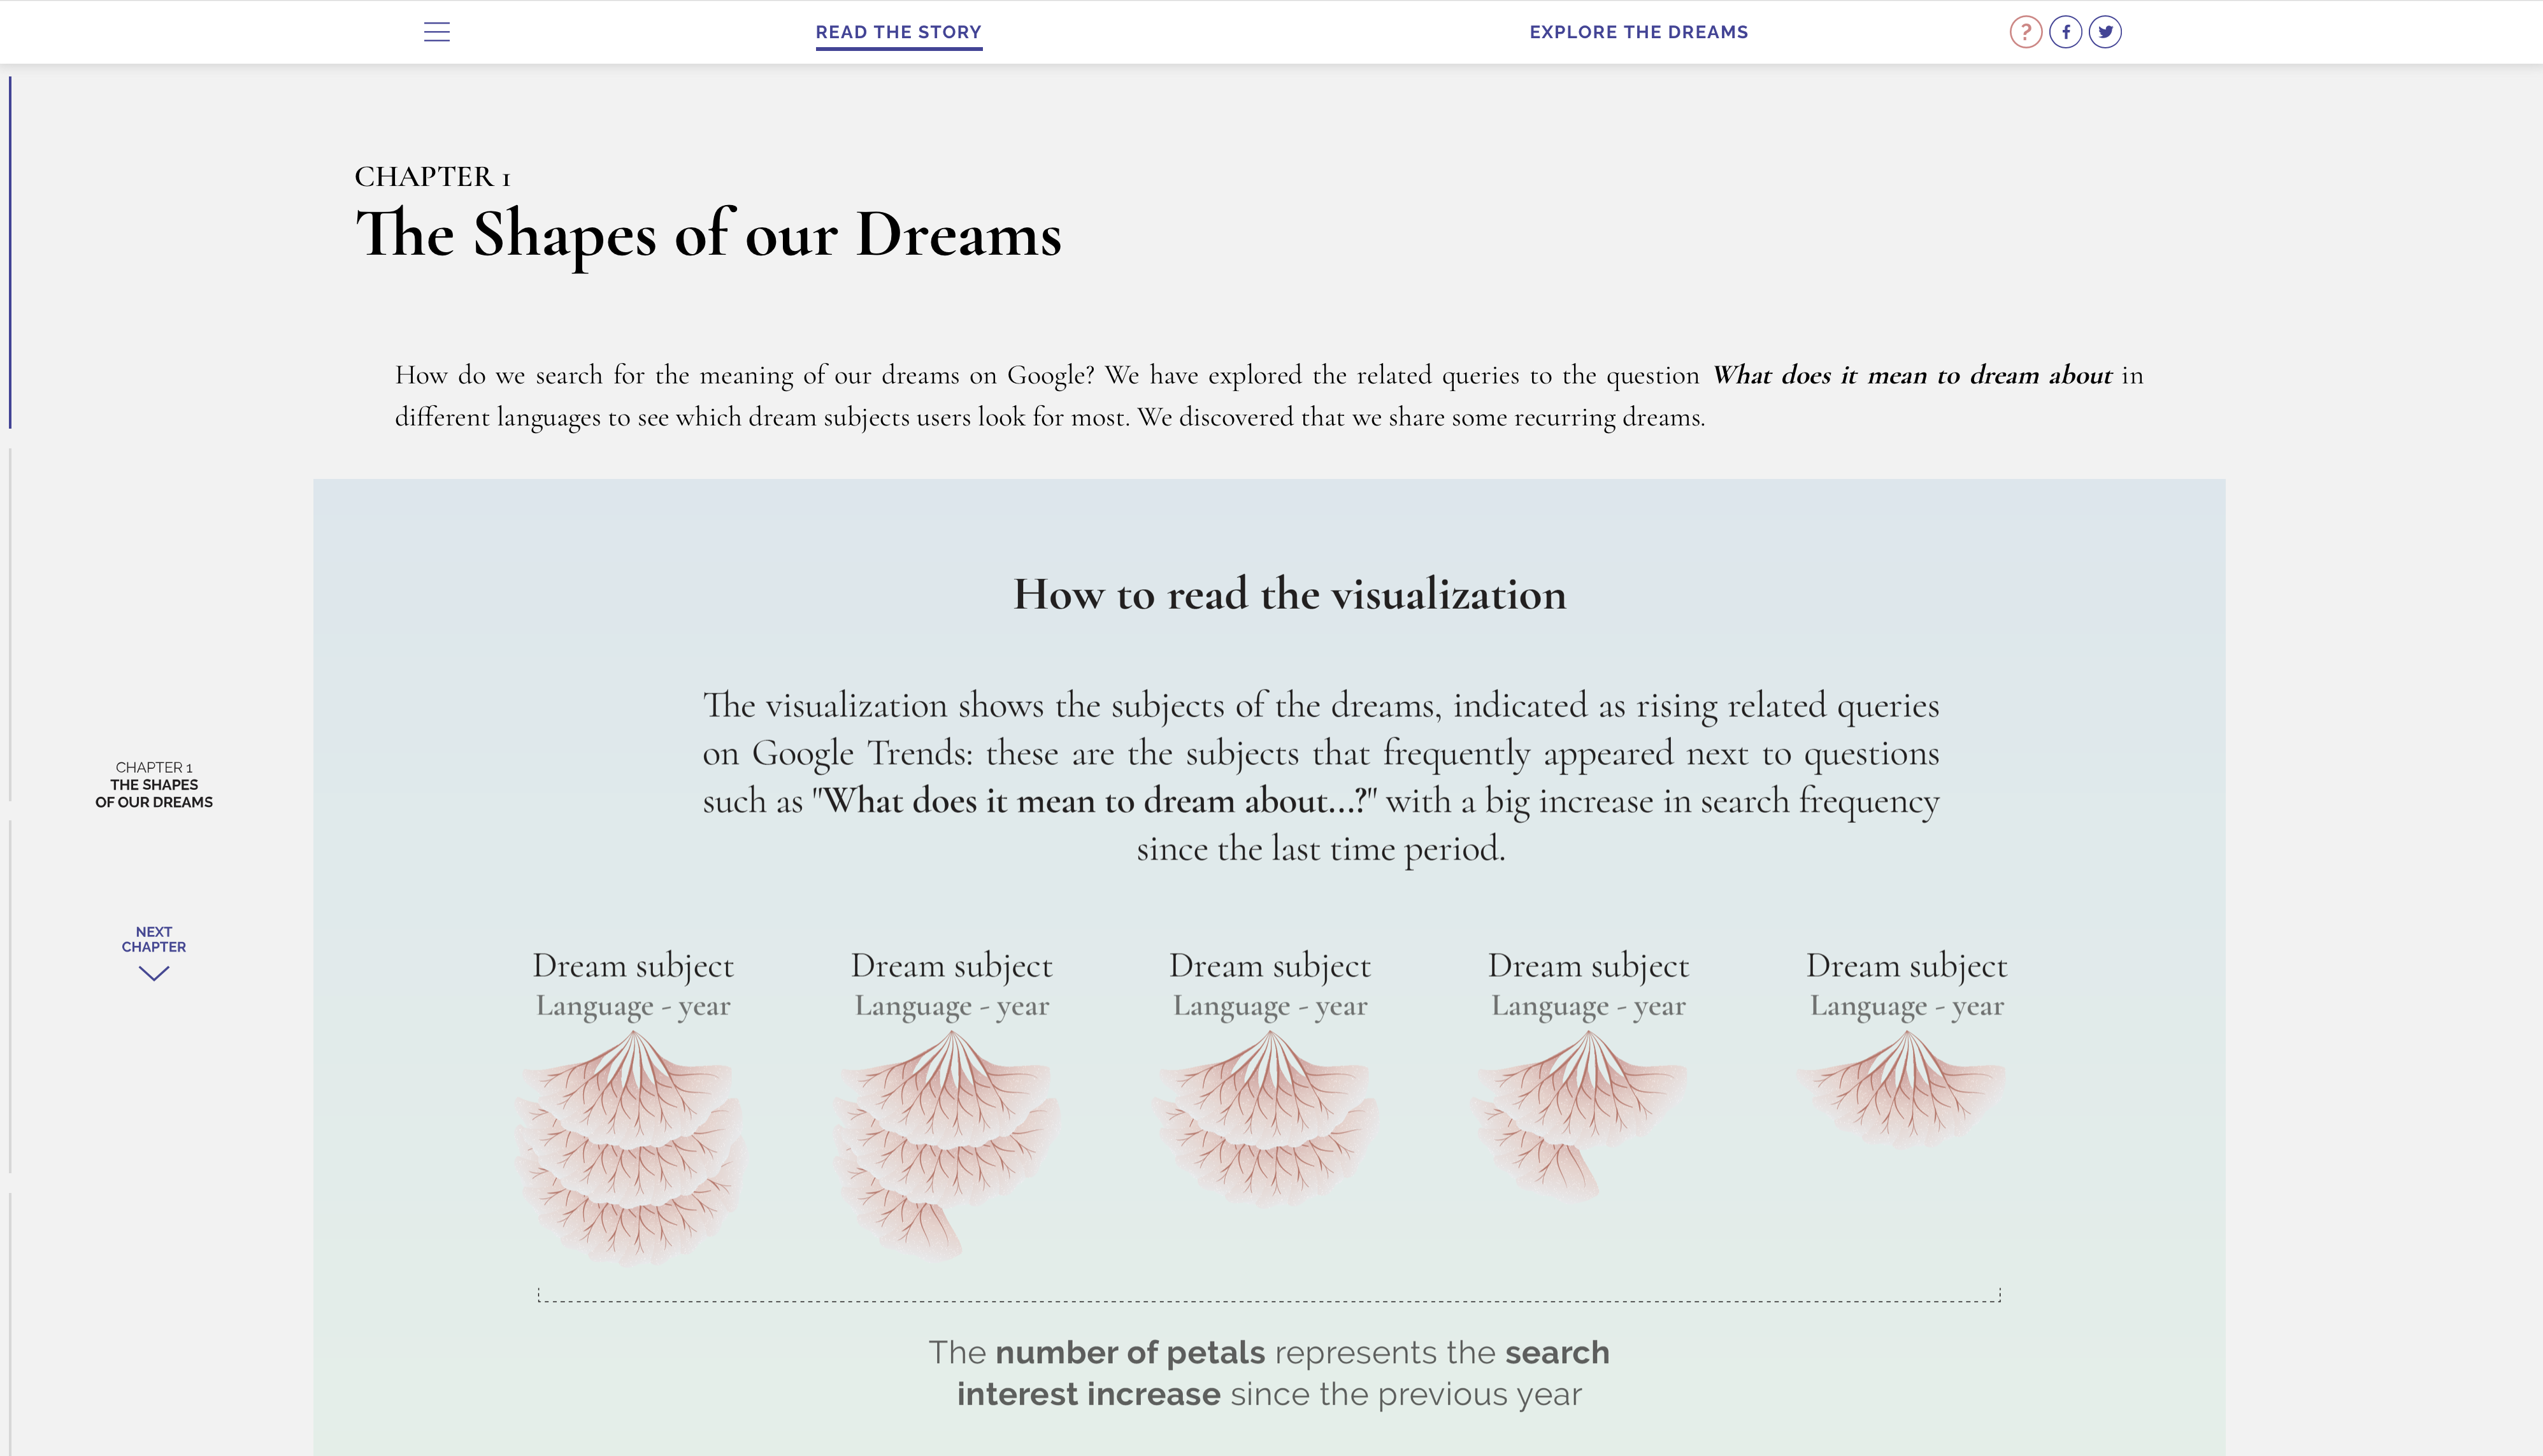 READ THE STORY
EXPLORE THE DREAMS
?
CHAPTER 1
The Shapes of our Dreams
How do we search for the meaning of our dreams on Google? We have explored the related queries to the question What does it mean to dream about in
different languages to see which dream subjects users look for most. We discovered that we share some recurring dreams.
How to read the visualization
The visualization shows the subjects of the dreams, indicated as rising related queries
on Google Trends: these are the subjects that frequently appeared next to questions
such as "What does it mean to dream about...?" with a big increase in search frequency
since the last time period.
CHAPTER 1
THE SHAPES
OF OUR DREAMS
NEXT
CHAPTER
Dream subject
Language - year
Dream subject
Language - year
Dream subject
Language - year
Dream subject
Language - year
Dream subject
Language - year
The number of petals represents the search
interest increase since the previous year